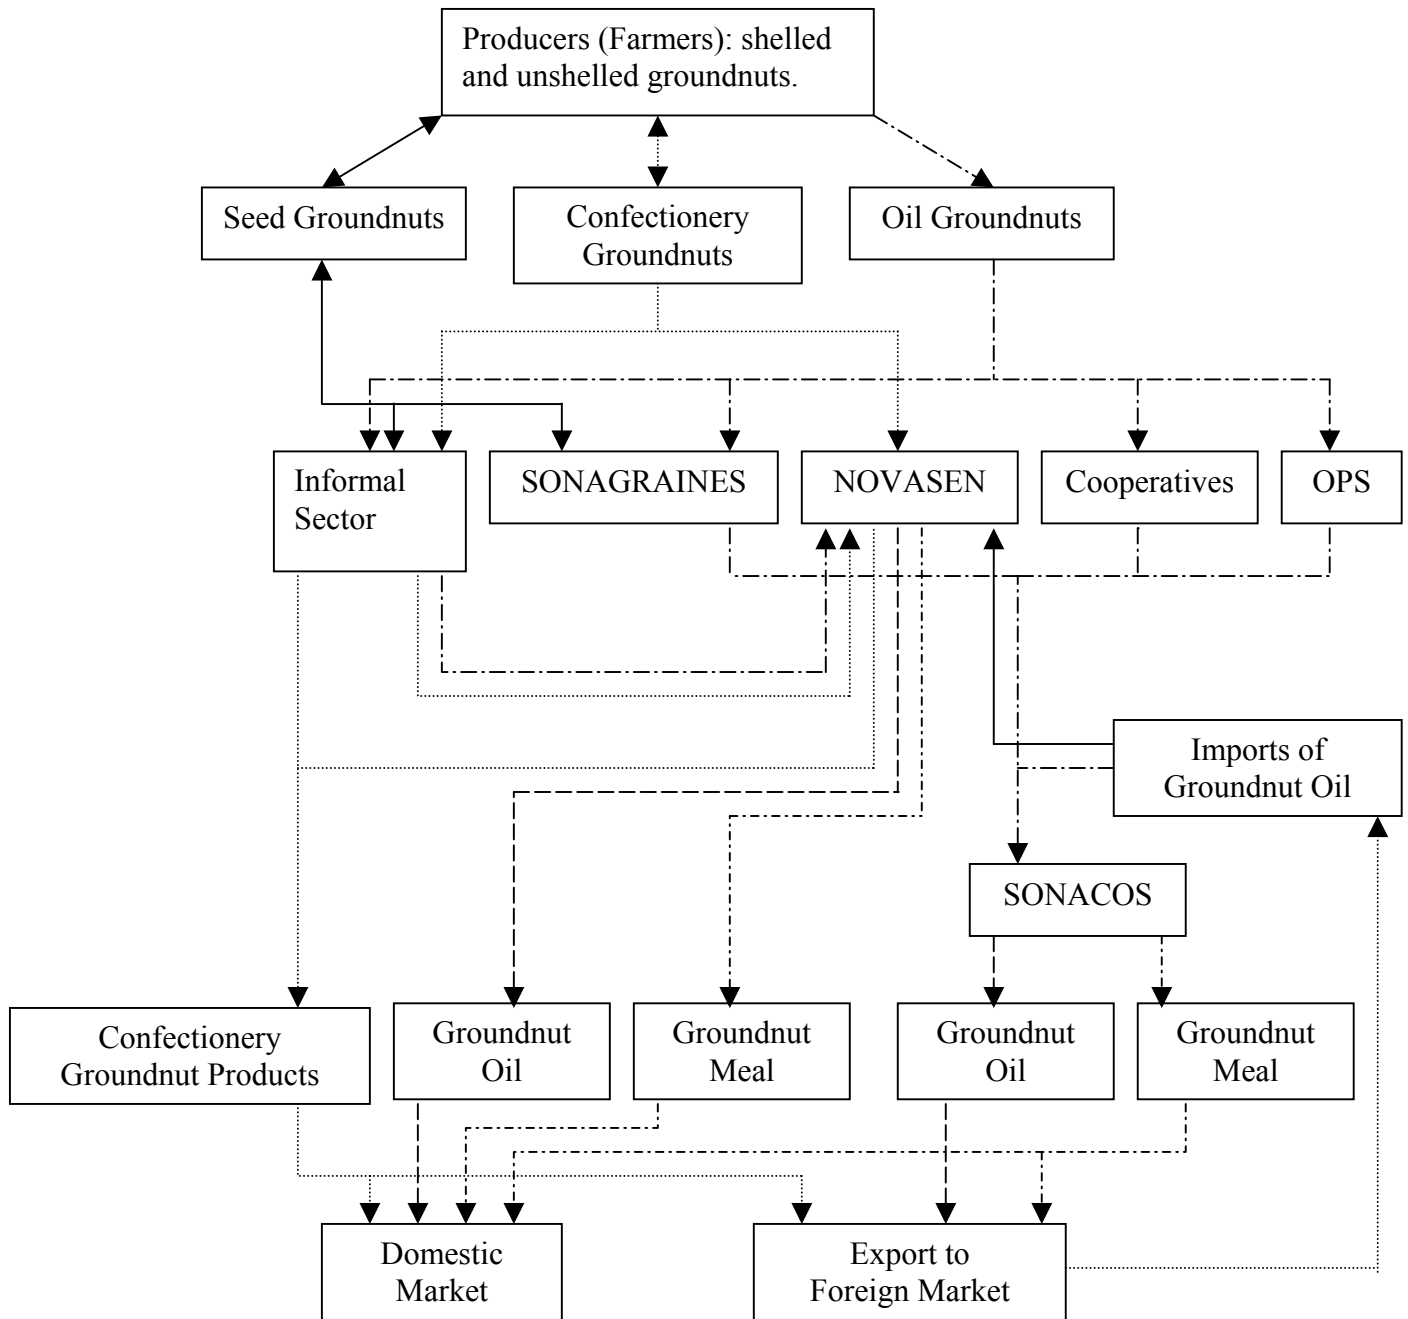 Producers (Farmers): shelled
and unshelled groundnuts.
Seed Groundnuts
Confectionery
Groundnuts
Oil Groundnuts
Informal
Sector
SONAGRAINES
NOVASEN
Cooperatives
OPS
Imports of
Groundnut Oil
SONACOS
Confectionery
Groundnut Products
Groundnut
Oil
Groundnut
Meal
Groundnut
Oil
Groundnut
Meal
Domestic
Market
Export to
Foreign Market